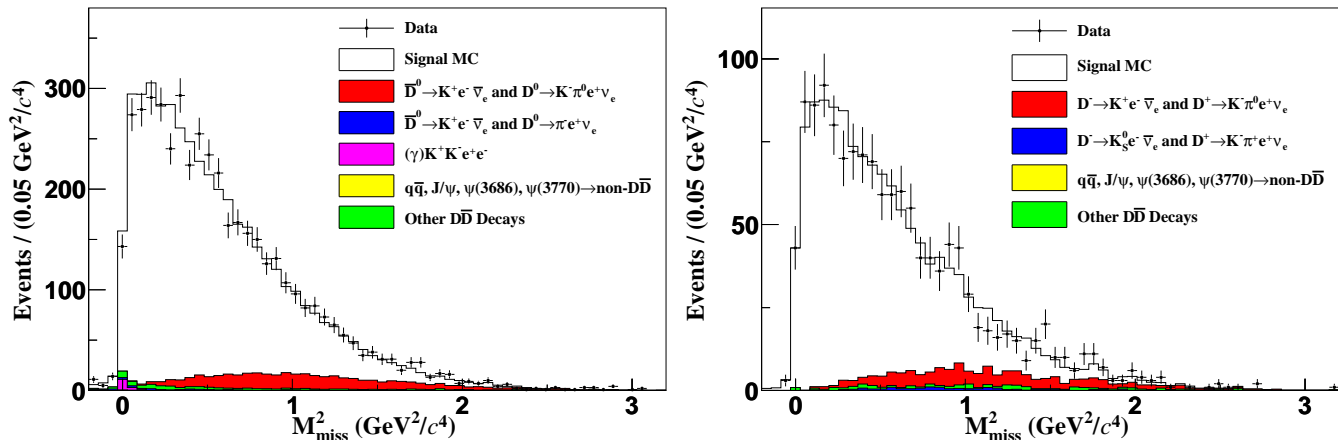 Events / (0.05 GeV²/c⁴)
300
200
100
0
Data
Signal MC
D̅⁰→K⁺e⁻ ν̅ₑ and D⁰→K⁻π⁰e⁺νₑ
D̅⁰→K⁺e⁻ ν̅ₑ and D⁰→π⁻e⁺νₑ
(γ)K⁺K⁻e⁺e⁻
qq̅, J/ψ, ψ(3686), ψ(3770)→non-DD̅
Other DD̅ Decays
0 1 2 3
M²miss (GeV²/c⁴)
Events / (0.05 GeV²/c⁴)
100
50
0
Data
Signal MC
D⁻→K⁺e⁻ ν̅ₑ and D⁺→K⁻π⁰e⁺νₑ
D⁻→K⁰S e⁻ ν̅ₑ and D⁺→K⁻π⁺e⁺νₑ
qq̅, J/ψ, ψ(3686), ψ(3770)→non-DD̅
Other DD̅ Decays
0 1 2 3
M²miss (GeV²/c⁴)